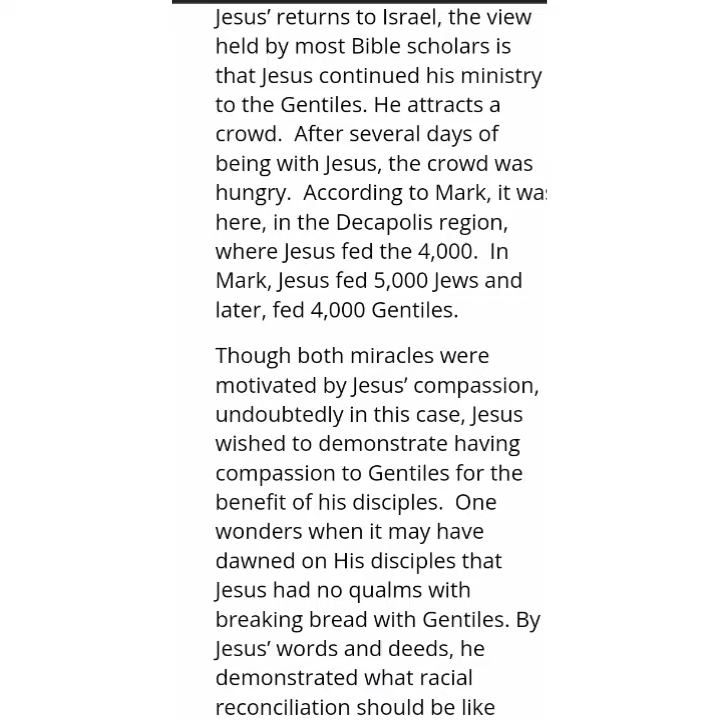 Jesus’ returns to Israel, the view
held by most Bible scholars is
that Jesus continued his ministry
to the Gentiles. He attracts a
crowd.  After several days of
being with Jesus, the crowd was
hungry.  According to Mark, it was
here, in the Decapolis region,
where Jesus fed the 4,000.  In
Mark, Jesus fed 5,000 Jews and
later, fed 4,000 Gentiles.
Though both miracles were
motivated by Jesus’ compassion,
undoubtedly in this case, Jesus
wished to demonstrate having
compassion to Gentiles for the
benefit of his disciples.  One
wonders when it may have
dawned on His disciples that
Jesus had no qualms with
breaking bread with Gentiles. By
Jesus’ words and deeds, he
demonstrated what racial
reconciliation should be like